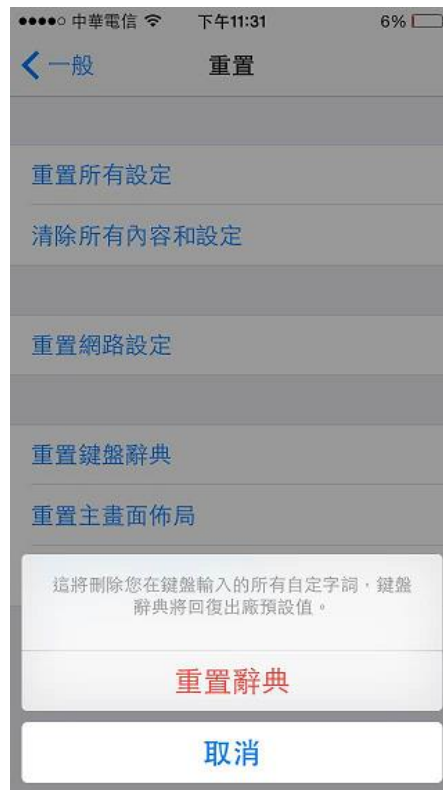 中華電信 下午11:31 6%
一般 重置
重置所有設定
清除所有內容和設定
重置網路設定
重置鍵盤辭典
重置主畫面佈局
這將刪除您在鍵盤輸入的所有自定字詞，鍵盤
辭典將回復出廠預設值。
重置辭典
取消